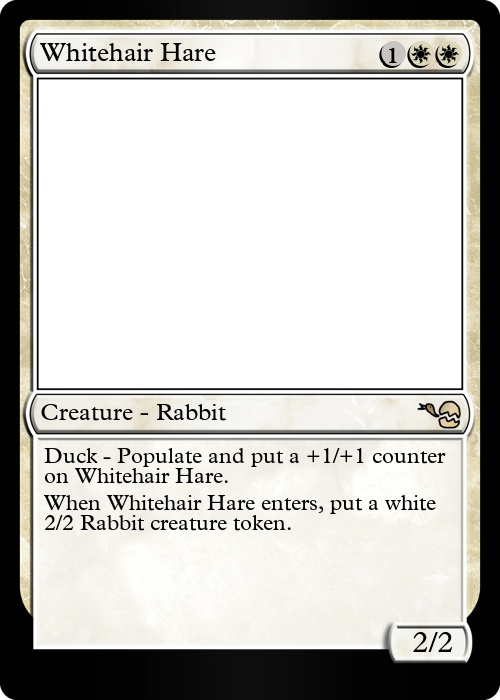 Whitehair Hare
1
Creature - Rabbit
Duck - Populate and put a +1/+1 counter
on Whitehair Hare.
When Whitehair Hare enters, put a white
2/2 Rabbit creature token.
2/2